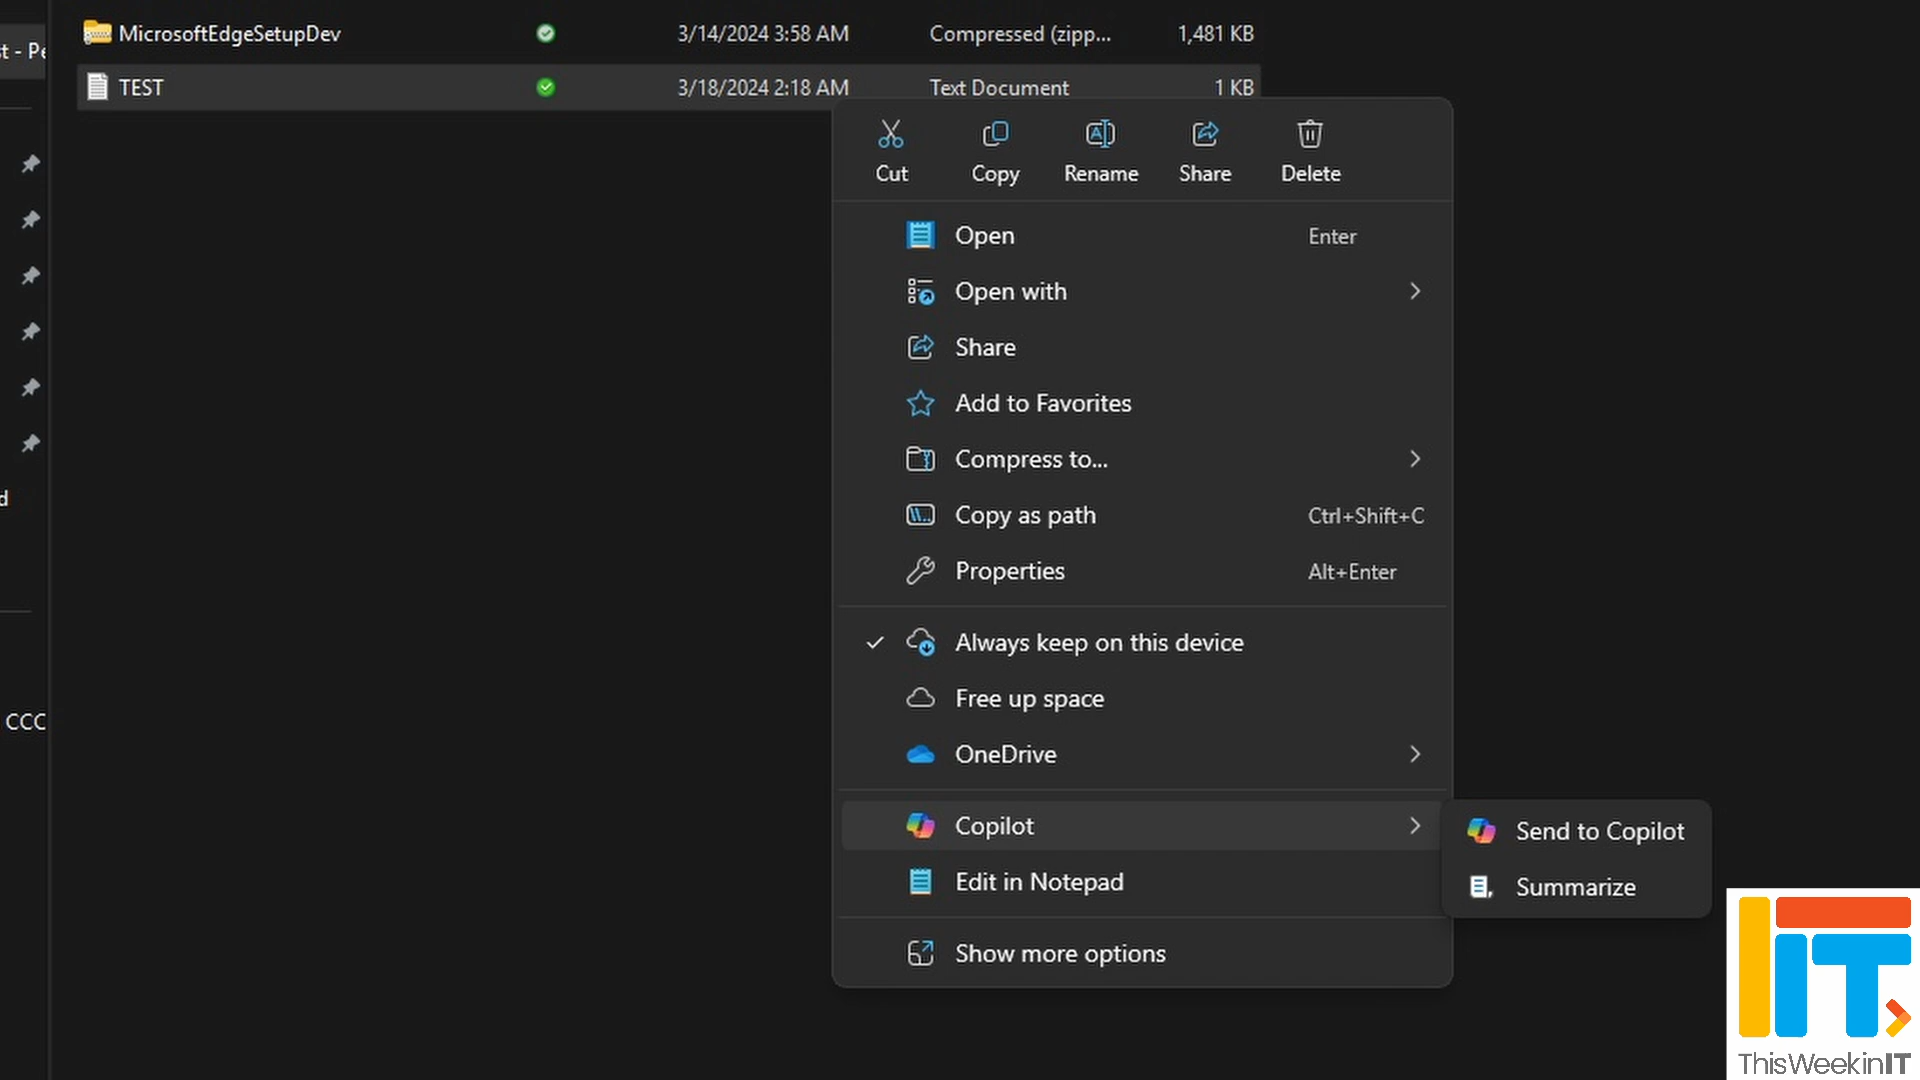 MicrosoftEdgeSetupDev 3/14/2024 3:58 AM Compressed (zipp... 1,481 KB
t - Pe
TEST 3/18/2024 2:18 AM Text Document 1 KB
Cut Copy Rename Share Delete
Open Enter
Open with
Share
Add to Favorites
Compress to...
d
Copy as path Ctrl+Shift+C
Properties Alt+Enter
Always keep on this device
Free up space
CCC
OneDrive
Copilot
Send to Copilot
Edit in Notepad
Summarize
Show more options
IT
ThisWeekinIT